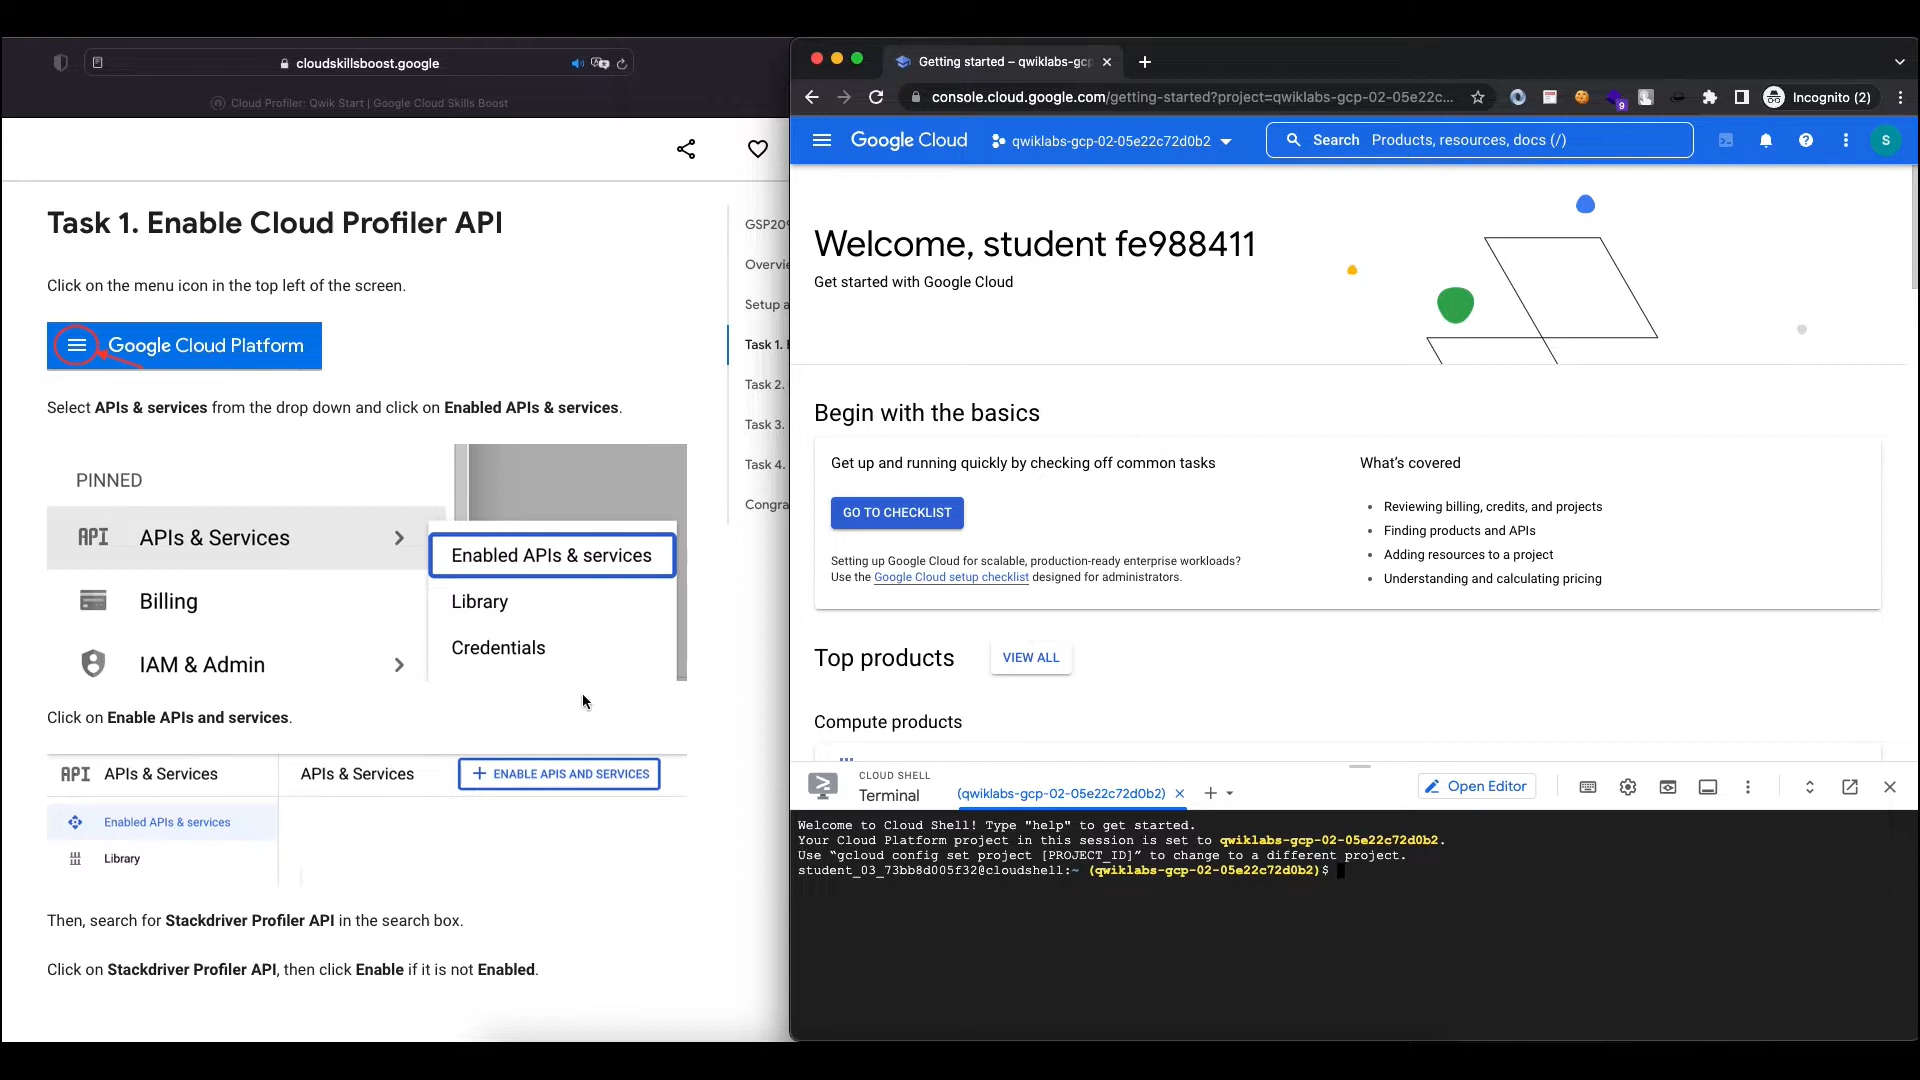 cloudskillsboost.google
Cloud Profiler: Qwik Start | Google Cloud Skills Boost
Task 1. Enable Cloud Profiler API
Click on the menu icon in the top left of the screen.
Google Cloud Platform
Select APIs & services from the drop down and click on Enabled APIs & services.
PINNED
API APIs & Services
Enabled APIs & services
Billing
Library
IAM & Admin
Credentials
Click on Enable APIs and services.
API APIs & Services
APIs & Services
ENABLE APIS AND SERVICES
Enabled APIs & services
Library
Then, search for Stackdriver Profiler API in the search box.
Click on Stackdriver Profiler API, then click Enable if it is not Enabled.
GSP209
Overvie
Setup a
Task 1. E
Task 2.
Task 3.
Task 4.
Congra
Getting started – qwiklabs-gcp
console.cloud.google.com/getting-started?project=qwiklabs-gcp-02-05e22c...
9
Incognito (2)
Google Cloud
qwiklabs-gcp-02-05e22c72d0b2
Search Products, resources, docs (/)
S
Welcome, student fe988411
Get started with Google Cloud
Begin with the basics
Get up and running quickly by checking off common tasks
GO TO CHECKLIST
Setting up Google Cloud for scalable, production-ready enterprise workloads?
Use the Google Cloud setup checklist designed for administrators.
What's covered
• Reviewing billing, credits, and projects
• Finding products and APIs
• Adding resources to a project
• Understanding and calculating pricing
Top products
VIEW ALL
Compute products
CLOUD SHELL
Terminal
(qwiklabs-gcp-02-05e22c72d0b2)
Open Editor
Welcome to Cloud Shell! Type "help" to get started.
Your Cloud Platform project in this session is set to qwiklabs-gcp-02-05e22c72d0b2.
Use “gcloud config set project [PROJECT_ID]” to change to a different project.
student_03_73bb8d005f32@cloudshell:~ (qwiklabs-gcp-02-05e22c72d0b2)$